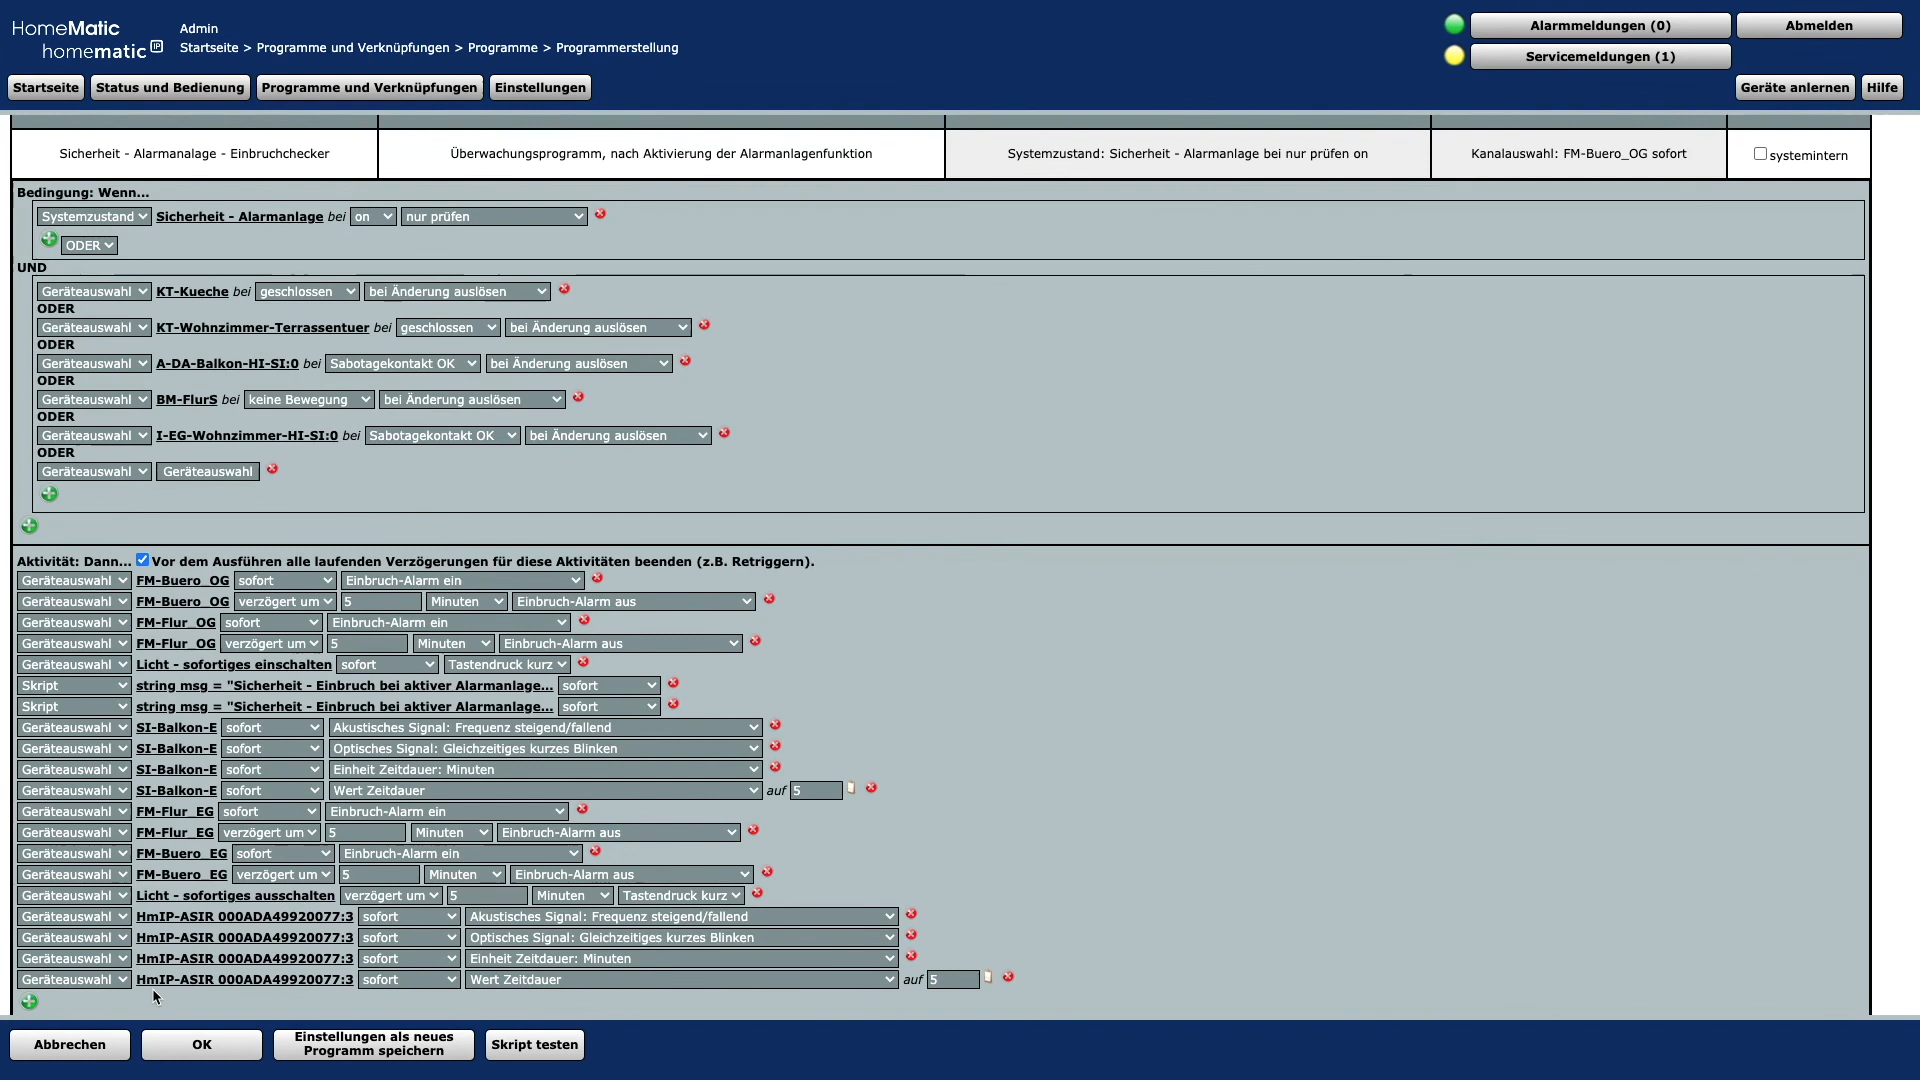 HomeMatic
homematic IP
Admin
Startseite > Programme und Verknüpfungen > Programme > Programmerstellung
Alarmmeldungen (0)
Abmelden
Servicemeldungen (1)
Startseite
Status und Bedienung
Programme und Verknüpfungen
Einstellungen
Geräte anlernen
Hilfe
Sicherheit - Alarmanalage - Einbruchchecker
Überwachungsprogramm, nach Aktivierung der Alarmanlagenfunktion
Systemzustand: Sicherheit - Alarmanlage bei nur prüfen on
Kanalauswahl: FM-Buero_OG sofort
systemintern
Bedingung: Wenn...
Systemzustand Sicherheit - Alarmanlage bei on nur prüfen
ODER
UND
Geräteauswahl KT-Kueche bei geschlossen bei Änderung auslösen
ODER
Geräteauswahl KT-Wohnzimmer-Terrassentuer bei geschlossen bei Änderung auslösen
ODER
Geräteauswahl A-DA-Balkon-HI-SI:0 bei Sabotagekontakt OK bei Änderung auslösen
ODER
Geräteauswahl BM-FlurS bei keine Bewegung bei Änderung auslösen
ODER
Geräteauswahl I-EG-Wohnzimmer-HI-SI:0 bei Sabotagekontakt OK bei Änderung auslösen
ODER
Geräteauswahl Geräteauswahl
Aktivität: Dann... Vor dem Ausführen alle laufenden Verzögerungen für diese Aktivitäten beenden (z.B. Retriggern).
Geräteauswahl FM-Buero_OG sofort Einbruch-Alarm ein
Geräteauswahl FM-Buero_OG verzögert um 5 Minuten Einbruch-Alarm aus
Geräteauswahl FM-Flur_OG sofort Einbruch-Alarm ein
Geräteauswahl FM-Flur_OG verzögert um 5 Minuten Einbruch-Alarm aus
Geräteauswahl Licht - sofortiges einschalten sofort Tastendruck kurz
Skript string msg = "Sicherheit - Einbruch bei aktiver Alarmanlage... sofort
Skript string msg = "Sicherheit - Einbruch bei aktiver Alarmanlage... sofort
Geräteauswahl SI-Balkon-E sofort Akustisches Signal: Frequenz steigend/fallend
Geräteauswahl SI-Balkon-E sofort Optisches Signal: Gleichzeitiges kurzes Blinken
Geräteauswahl SI-Balkon-E sofort Einheit Zeitdauer: Minuten
Geräteauswahl SI-Balkon-E sofort Wert Zeitdauer auf 5
Geräteauswahl FM-Flur_EG sofort Einbruch-Alarm ein
Geräteauswahl FM-Flur_EG verzögert um 5 Minuten Einbruch-Alarm aus
Geräteauswahl FM-Buero_EG sofort Einbruch-Alarm ein
Geräteauswahl FM-Buero_EG verzögert um 5 Minuten Einbruch-Alarm aus
Geräteauswahl Licht - sofortiges ausschalten verzögert um 5 Minuten Tastendruck kurz
Geräteauswahl HmIP-ASIR 000ADA49920077:3 sofort Akustisches Signal: Frequenz steigend/fallend
Geräteauswahl HmIP-ASIR 000ADA49920077:3 sofort Optisches Signal: Gleichzeitiges kurzes Blinken
Geräteauswahl HmIP-ASIR 000ADA49920077:3 sofort Einheit Zeitdauer: Minuten
Geräteauswahl HmIP-ASIR 000ADA49920077:3 sofort Wert Zeitdauer auf 5
Abbrechen
OK
Einstellungen als neues
Programm speichern
Skript testen